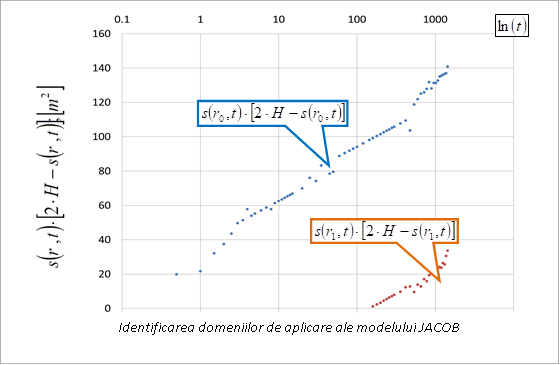 0.1 1 10 100 1000 ln(t)
160
140
120
100
80
60
40
20
0
s(r ,t)·[2·H−s(r ,t)];[m²]
s(r₀,t)·[2·H−s(r₀,t)]
s(r₁,t)·[2·H−s(r₁,t)]
Identificarea domeniilor de aplicare ale modelului JACOB